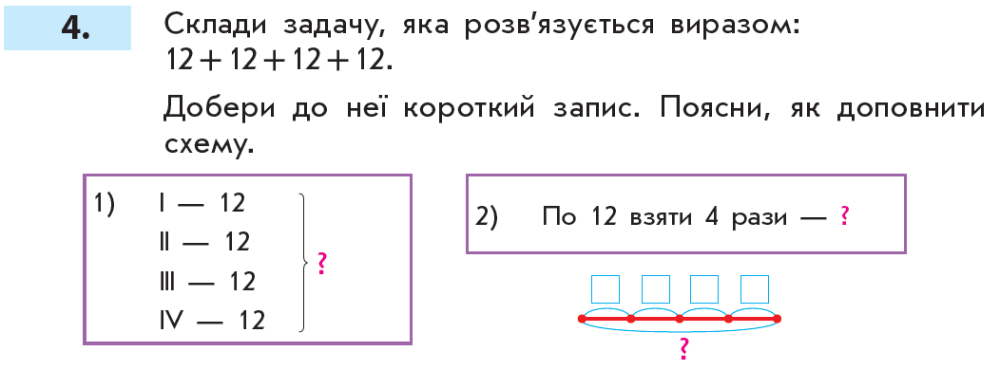 4. Склади задачу, яка розв’язується виразом:
12 + 12 + 12 + 12.
Добери до неї короткий запис. Поясни, як доповнити
схему.
1) I — 12
II — 12
III — 12
IV — 12
?
2) По 12 взяти 4 рази — ?
?